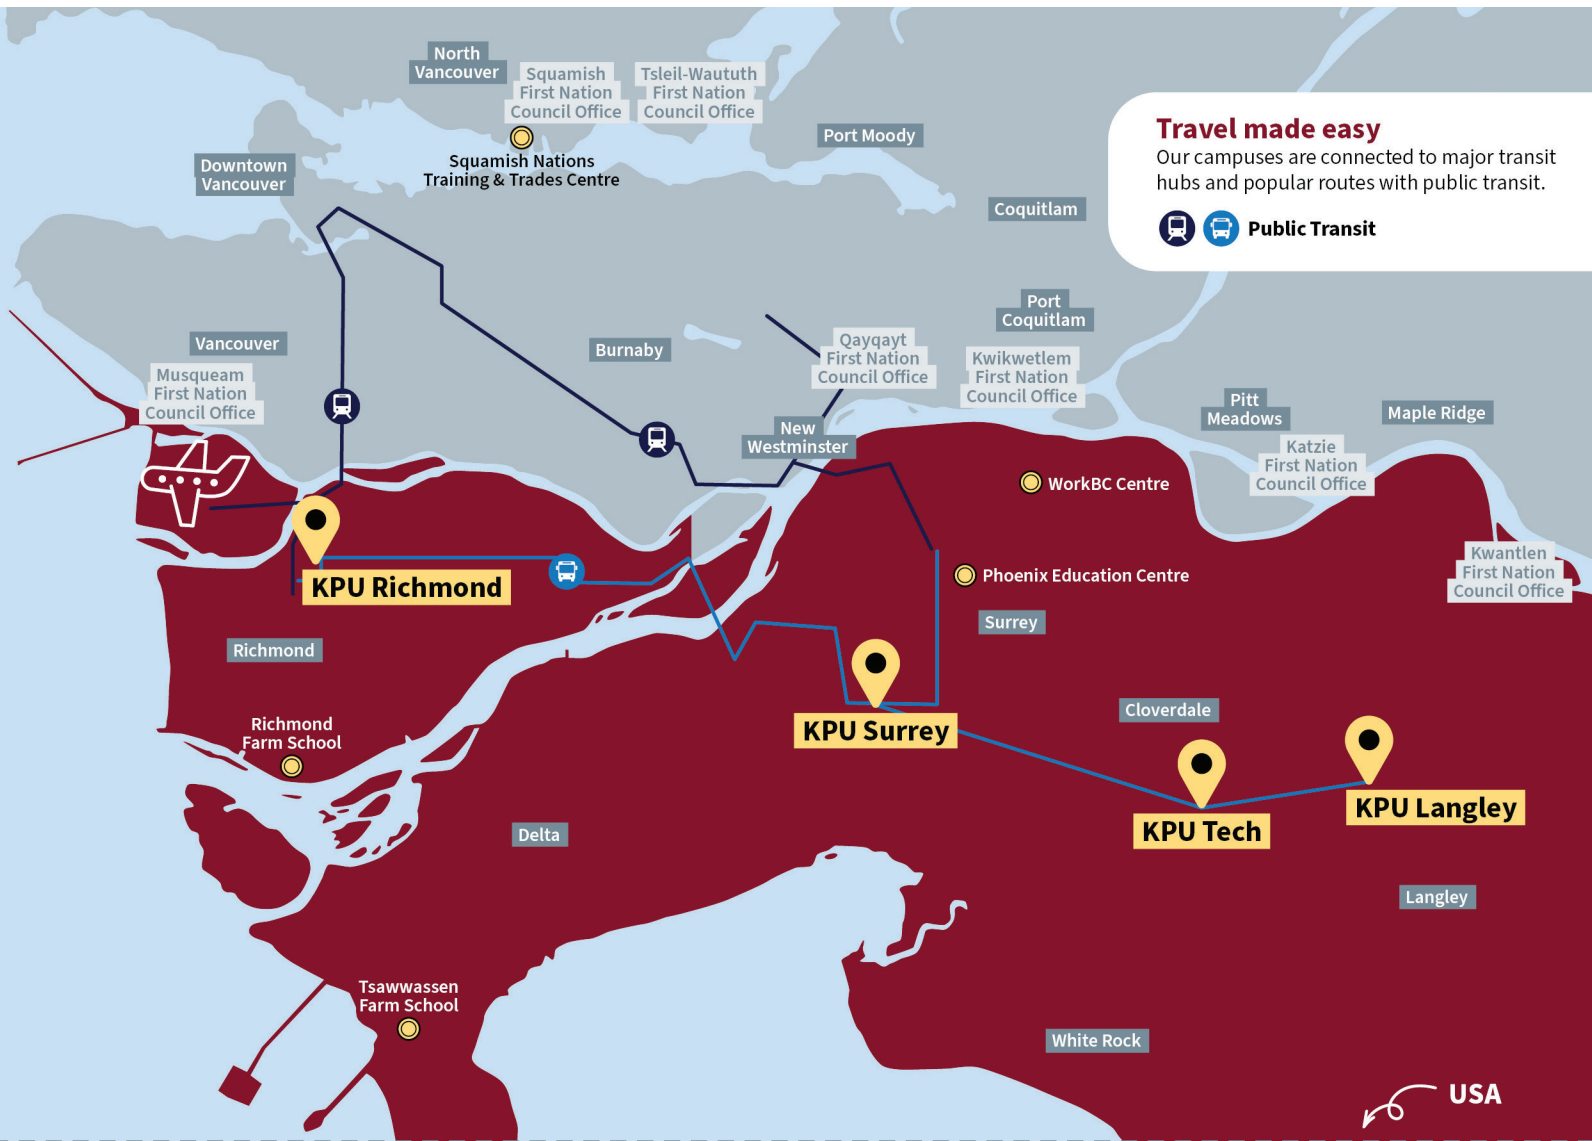 North
Vancouver
Squamish
First Nation
Council Office
Tsleil-Waututh
First Nation
Council Office
Squamish Nations
Training & Trades Centre
Port Moody
Downtown
Vancouver
Coquitlam
Travel made easy
Our campuses are connected to major transit
hubs and popular routes with public transit.
Public Transit
Port
Coquitlam
Vancouver
Burnaby
Qayqayt
First Nation
Council Office
Kwikwetlem
First Nation
Council Office
Musqueam
First Nation
Council Office
Pitt
Meadows
Maple Ridge
New
Westminster
Katzie
First Nation
Council Office
WorkBC Centre
Kwantlen
First Nation
Council Office
Phoenix Education Centre
KPU Richmond
Surrey
Richmond
Cloverdale
KPU Surrey
Richmond
Farm School
KPU Langley
KPU Tech
Delta
Langley
Tsawwassen
Farm School
White Rock
USA